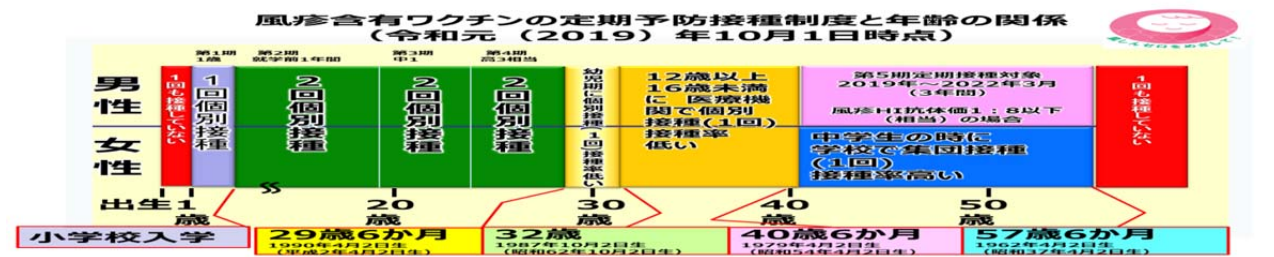 風疹含有ワクチンの定期予防接種制度と年齢の関係
(令和元（2019）年10月1日時点)
第1期
1歳
第2期
就学前1年間
第3期
中1
第4期
高3相当
男性
女性
1回も接種していない
1回個別接種
2回個別接種
2回個別接種
2回個別接種
幼児期に個別接種(1回)接種率低い
12歳以上
16歳未満
に 医療機
関で個別
接種(1回)
接種率
低い
第5期定期接種対象
2019年～2022年3月
(3年間)
風疹HI抗体価1：8以下
(相当) の場合
中学生の時に
学校で集団接種
(1回)
接種率高い
1回も接種していない
出生
1歳
20歳
30歳
40歳
50歳
小学校入学
29歳6か月
1990年4月2日生
(平成2年4月2日生)
32歳
1987年10月2日生
(昭和62年10月2日生)
40歳6か月
1979年4月2日生
(昭和54年4月2日生)
57歳6か月
1962年4月2日生
(昭和37年4月2日生)